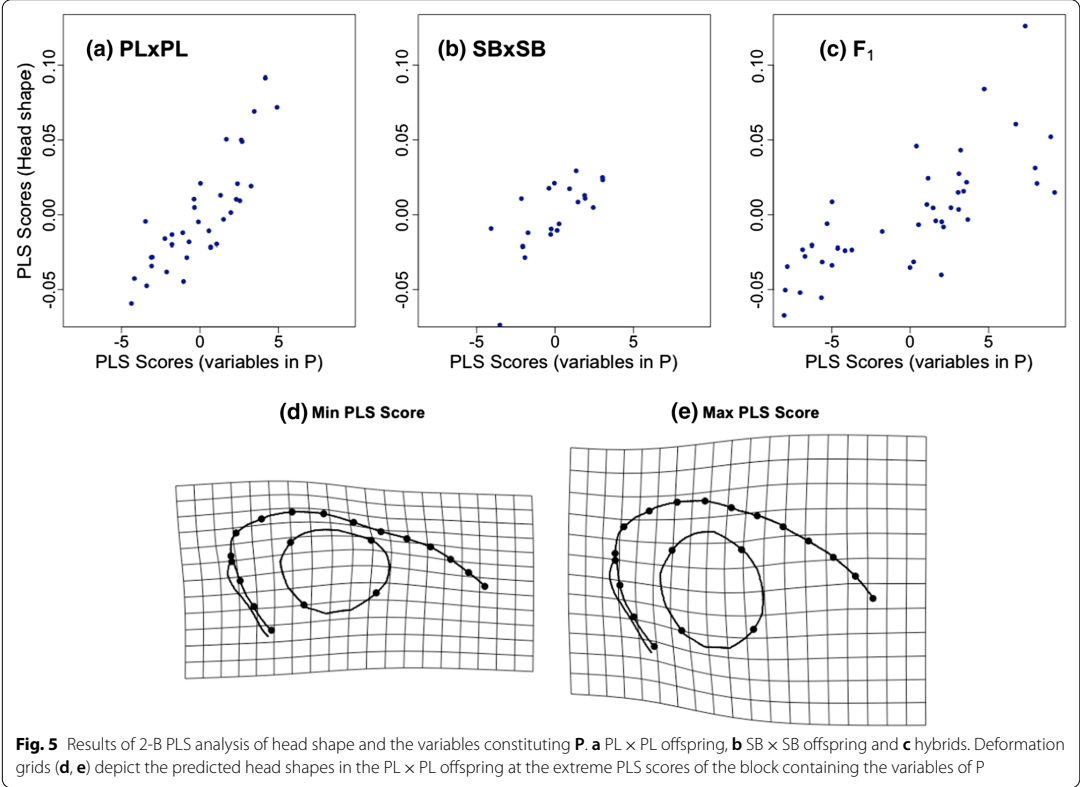 (a) PLxPL
(b) SBxSB
(c) F₁
PLS Scores (Head shape)
0.10
0.05
0.00
-0.05
0.10
0.05
0.00
-0.05
0.10
0.05
0.00
-0.05
-5 0 5
-5 0 5
-5 0 5
PLS Scores (variables in P)
PLS Scores (variables in P)
PLS Scores (variables in P)
(d) Min PLS Score
(e) Max PLS Score
Fig. 5 Results of 2-B PLS analysis of head shape and the variables constituting P. a PL × PL offspring, b SB × SB offspring and c hybrids. Deformation
grids (d, e) depict the predicted head shapes in the PL × PL offspring at the extreme PLS scores of the block containing the variables of P